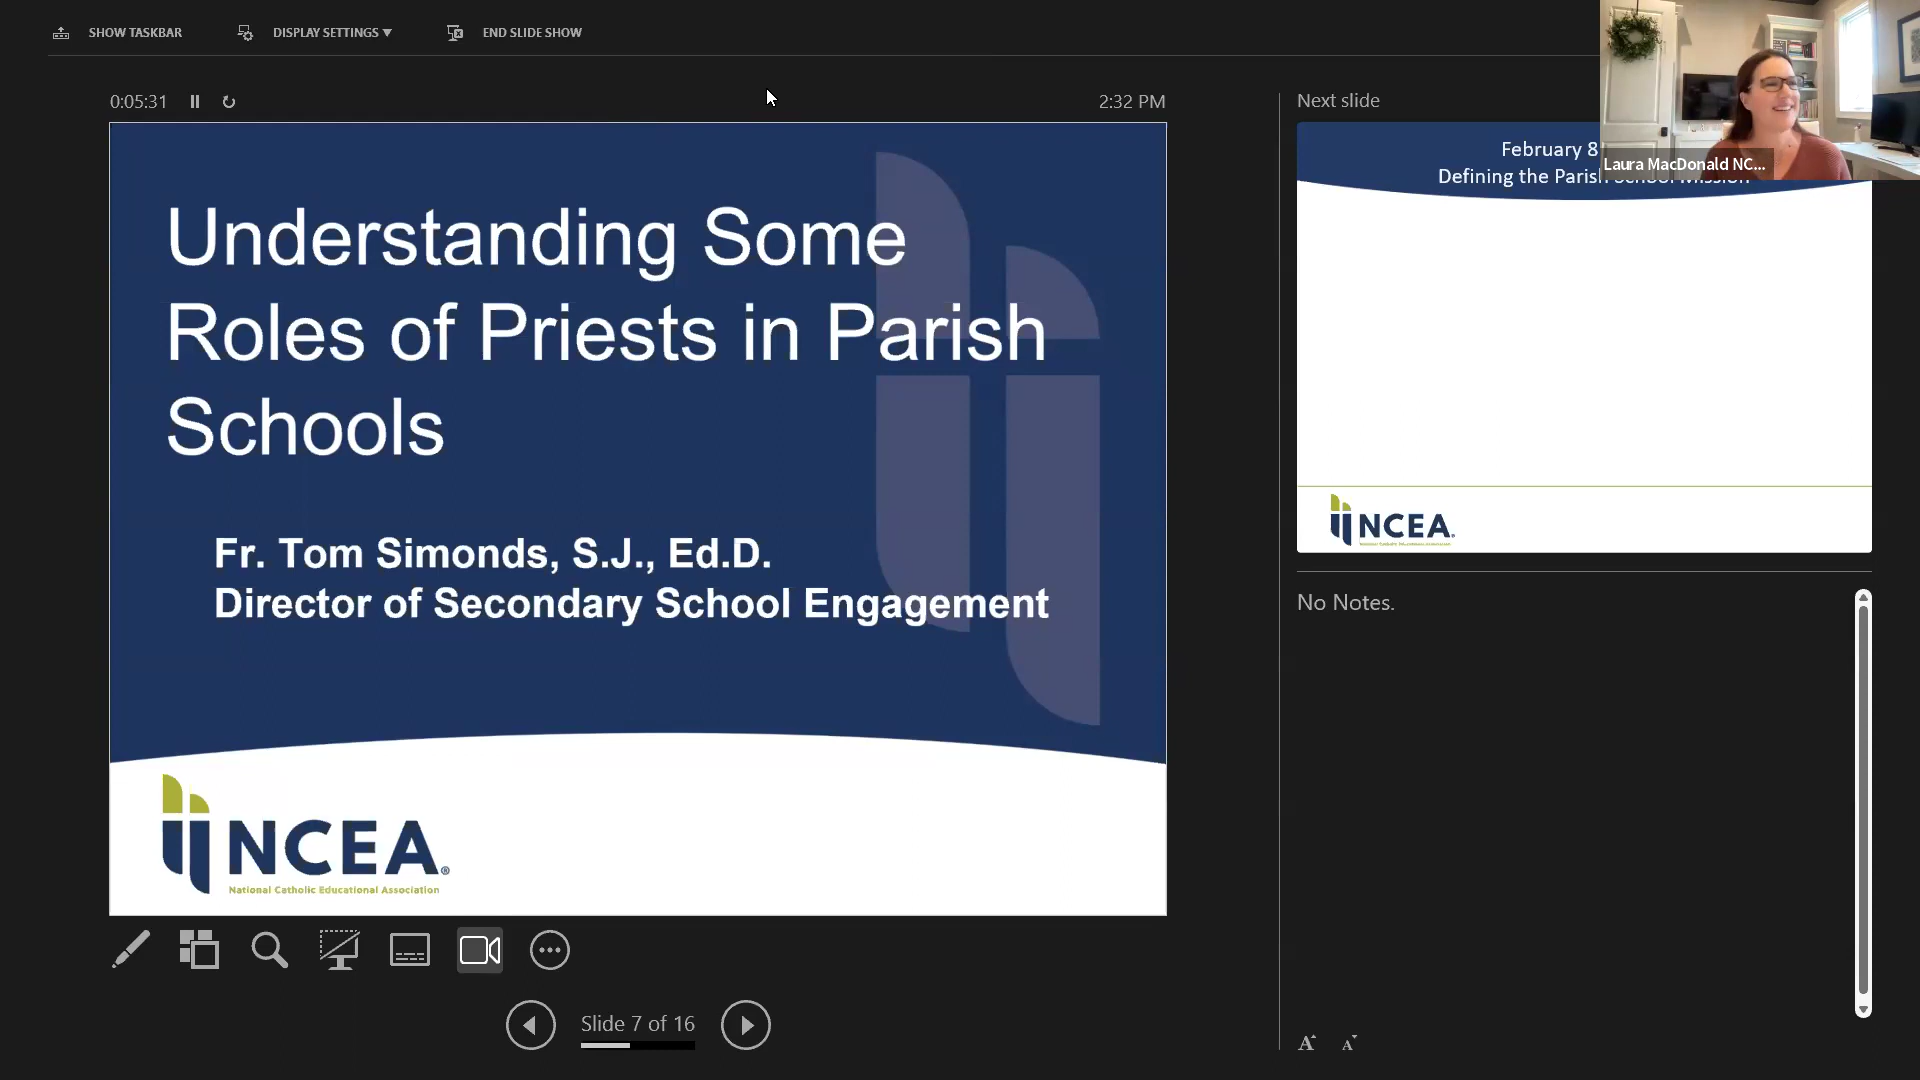 SHOW TASKBAR
DISPLAY SETTINGS ▼
END SLIDE SHOW
0:05:31
2:32 PM
Understanding Some
Roles of Priests in Parish
Schools
Fr. Tom Simonds, S.J., Ed.D.
Director of Secondary School Engagement
NCEA®
National Catholic Educational Association
Slide 7 of 16
Next slide
February 8
Defining the Parish School Mission
Laura MacDonald NC...
NCEA®
No Notes.
A
A